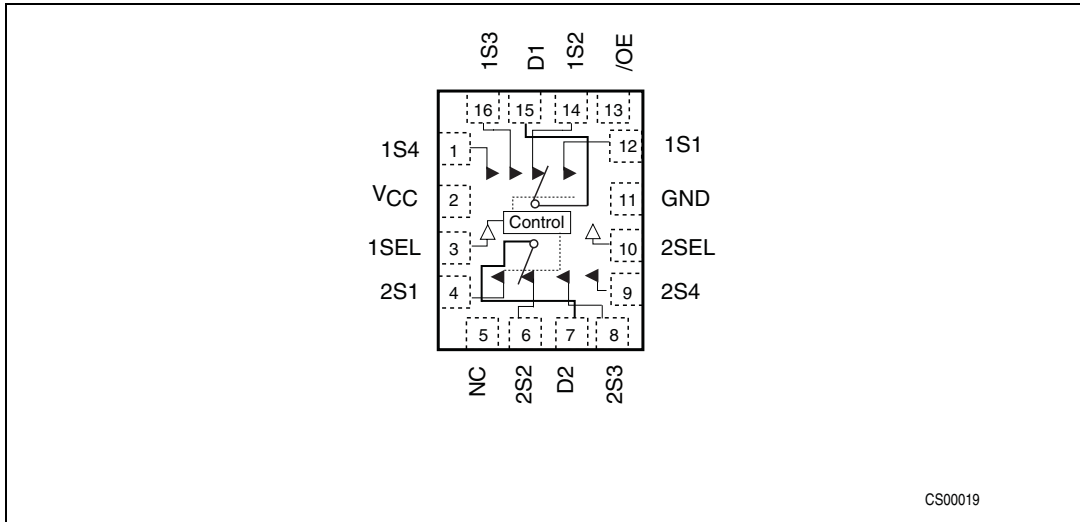 1S3 D1 1S2 /OE
16 15 14 13
1S4 1 12 1S1
VCC 2 11 GND
Control
1SEL 3 10 2SEL
2S1 4 9 2S4
5 6 7 8
NC 2S2 D2 2S3
CS00019